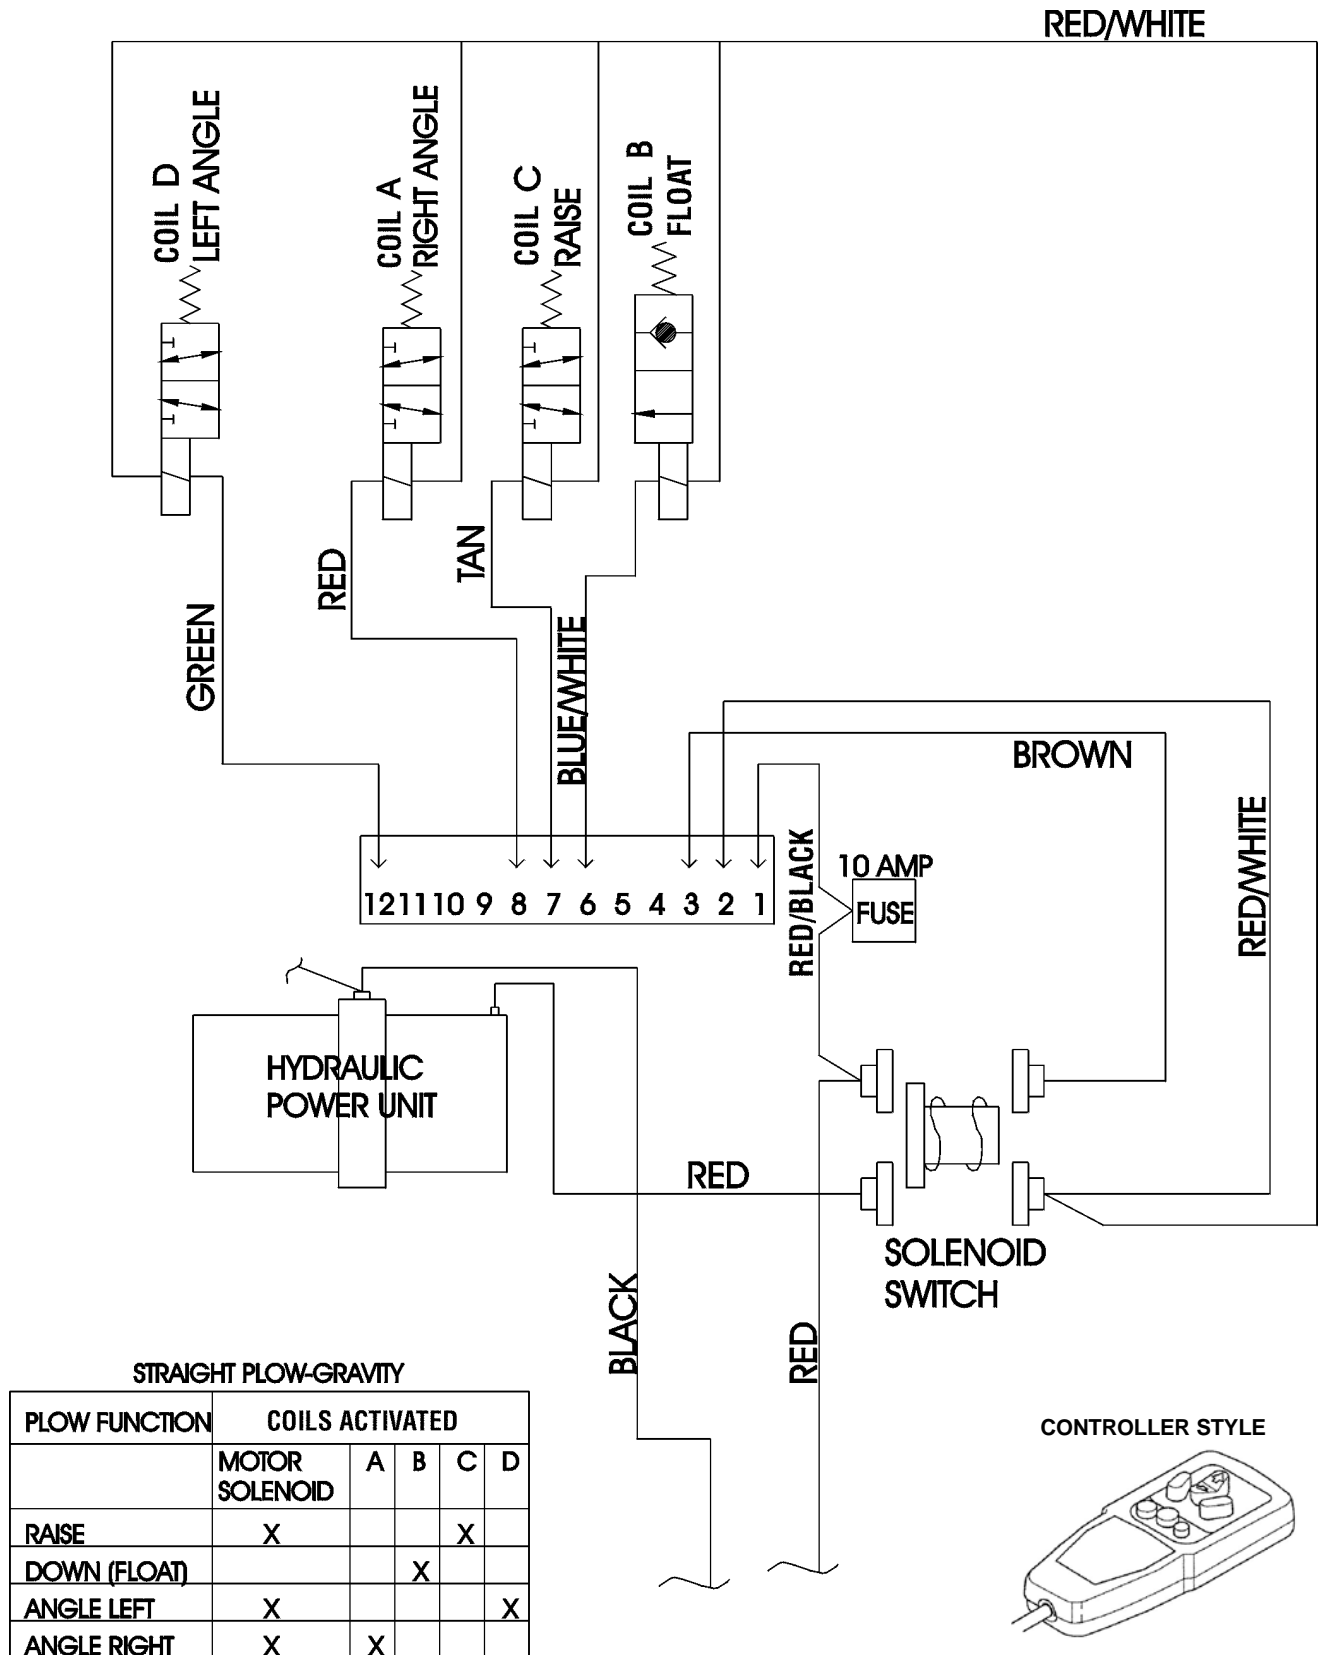 RED/WHITE
COIL D
LEFT ANGLE
COIL A
RIGHT ANGLE
COIL C
RAISE
COIL B
FLOAT
GREEN
RED
TAN
BLUE/WHITE
BROWN
RED/WHITE
RED/BLACK
10 AMP
FUSE
12 11 10 9 8 7 6 5 4 3 2 1
HYDRAULIC
POWER UNIT
RED
SOLENOID
SWITCH
BLACK
RED
STRAIGHT PLOW-GRAVITY
PLOW FUNCTION COILS ACTIVATED
MOTOR SOLENOID A B C D
RAISE X X
DOWN (FLOAT) X
ANGLE LEFT X X
ANGLE RIGHT X X
CONTROLLER STYLE